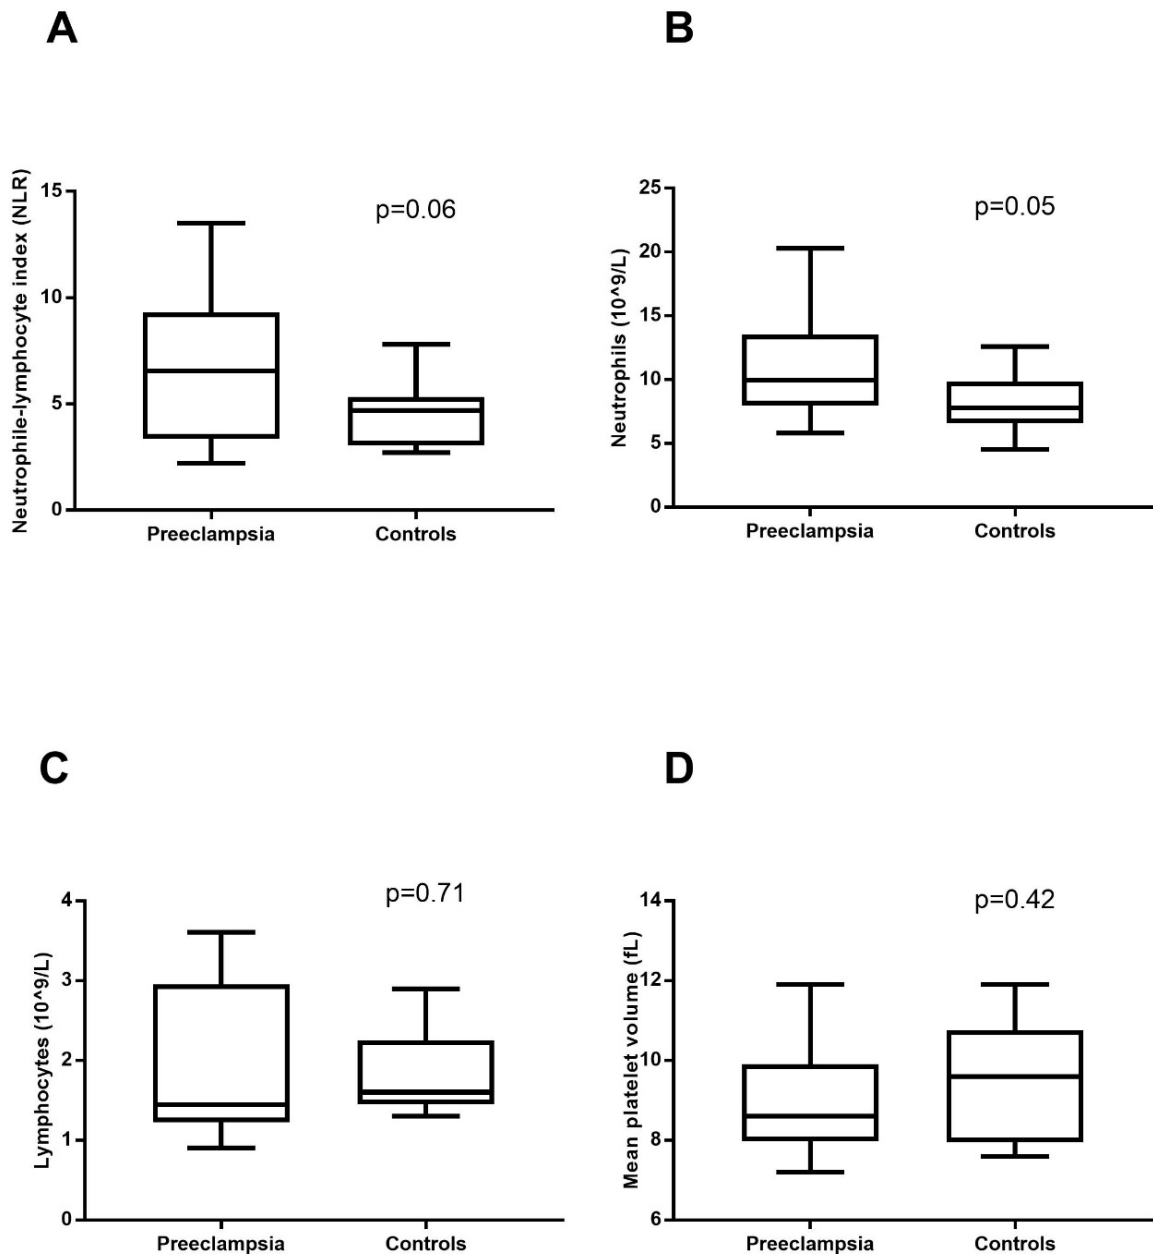 A
Neutrophile-lymphocyte index (NLR)
15
10
5
0
p=0.06
Preeclampsia
Controls
B
Neutrophils (10^9/L)
25
20
15
10
5
0
p=0.05
Preeclampsia
Controls
C
Lymphocytes (10^9/L)
4
3
2
1
0
p=0.71
Preeclampsia
Controls
D
Mean platelet volume (fL)
14
12
10
8
6
p=0.42
Preeclampsia
Controls